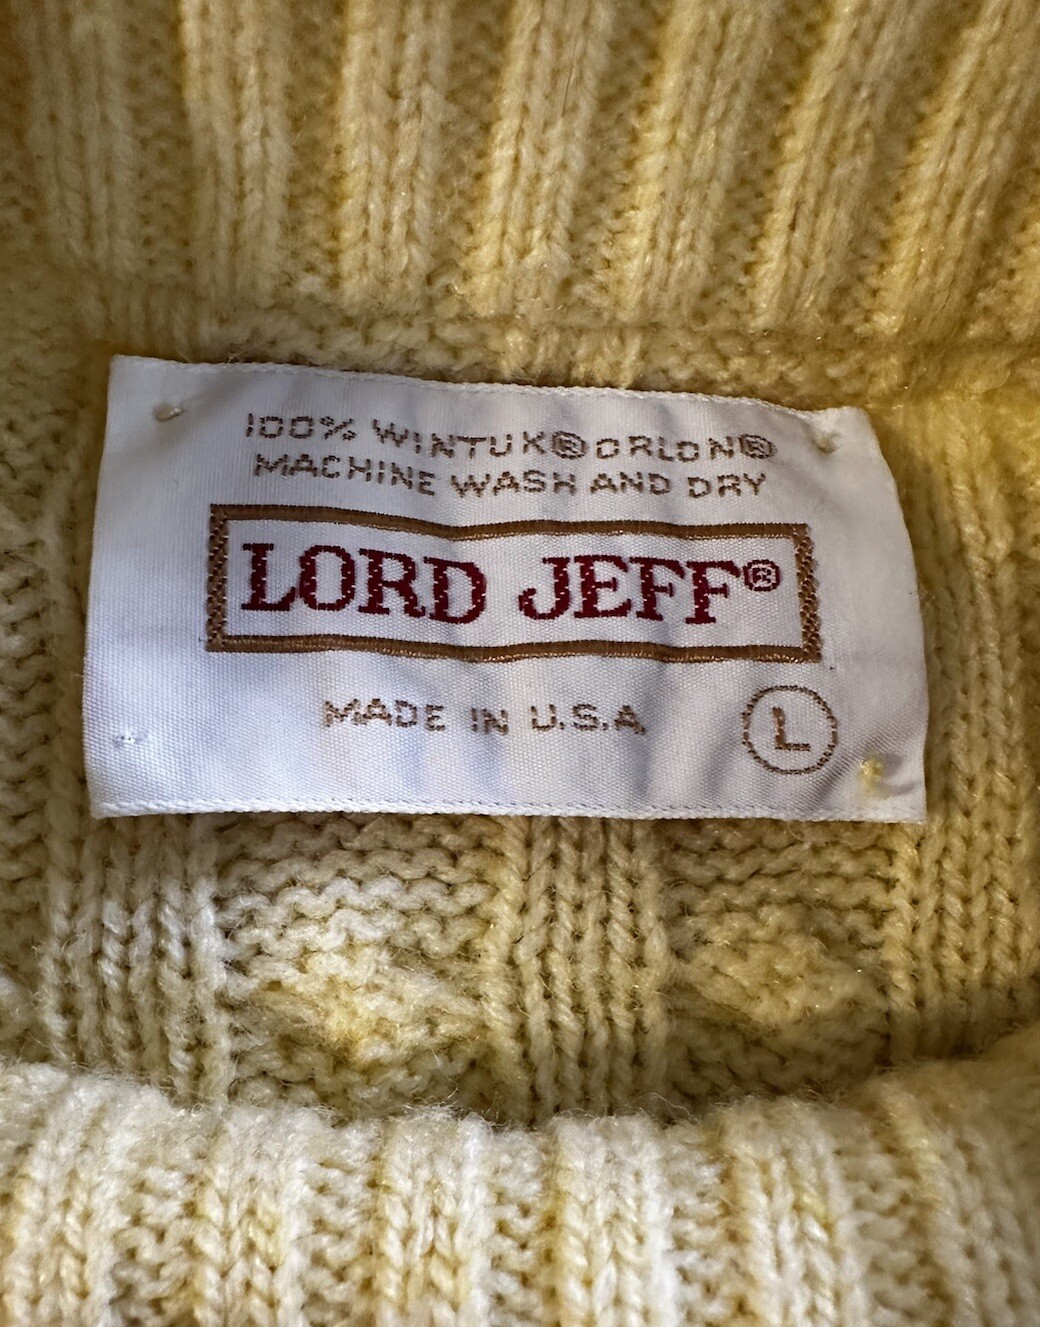 100% WINTUK® ORLON®
MACHINE WASH AND DRY
LORD JEFF®
MADE IN U.S.A.
L